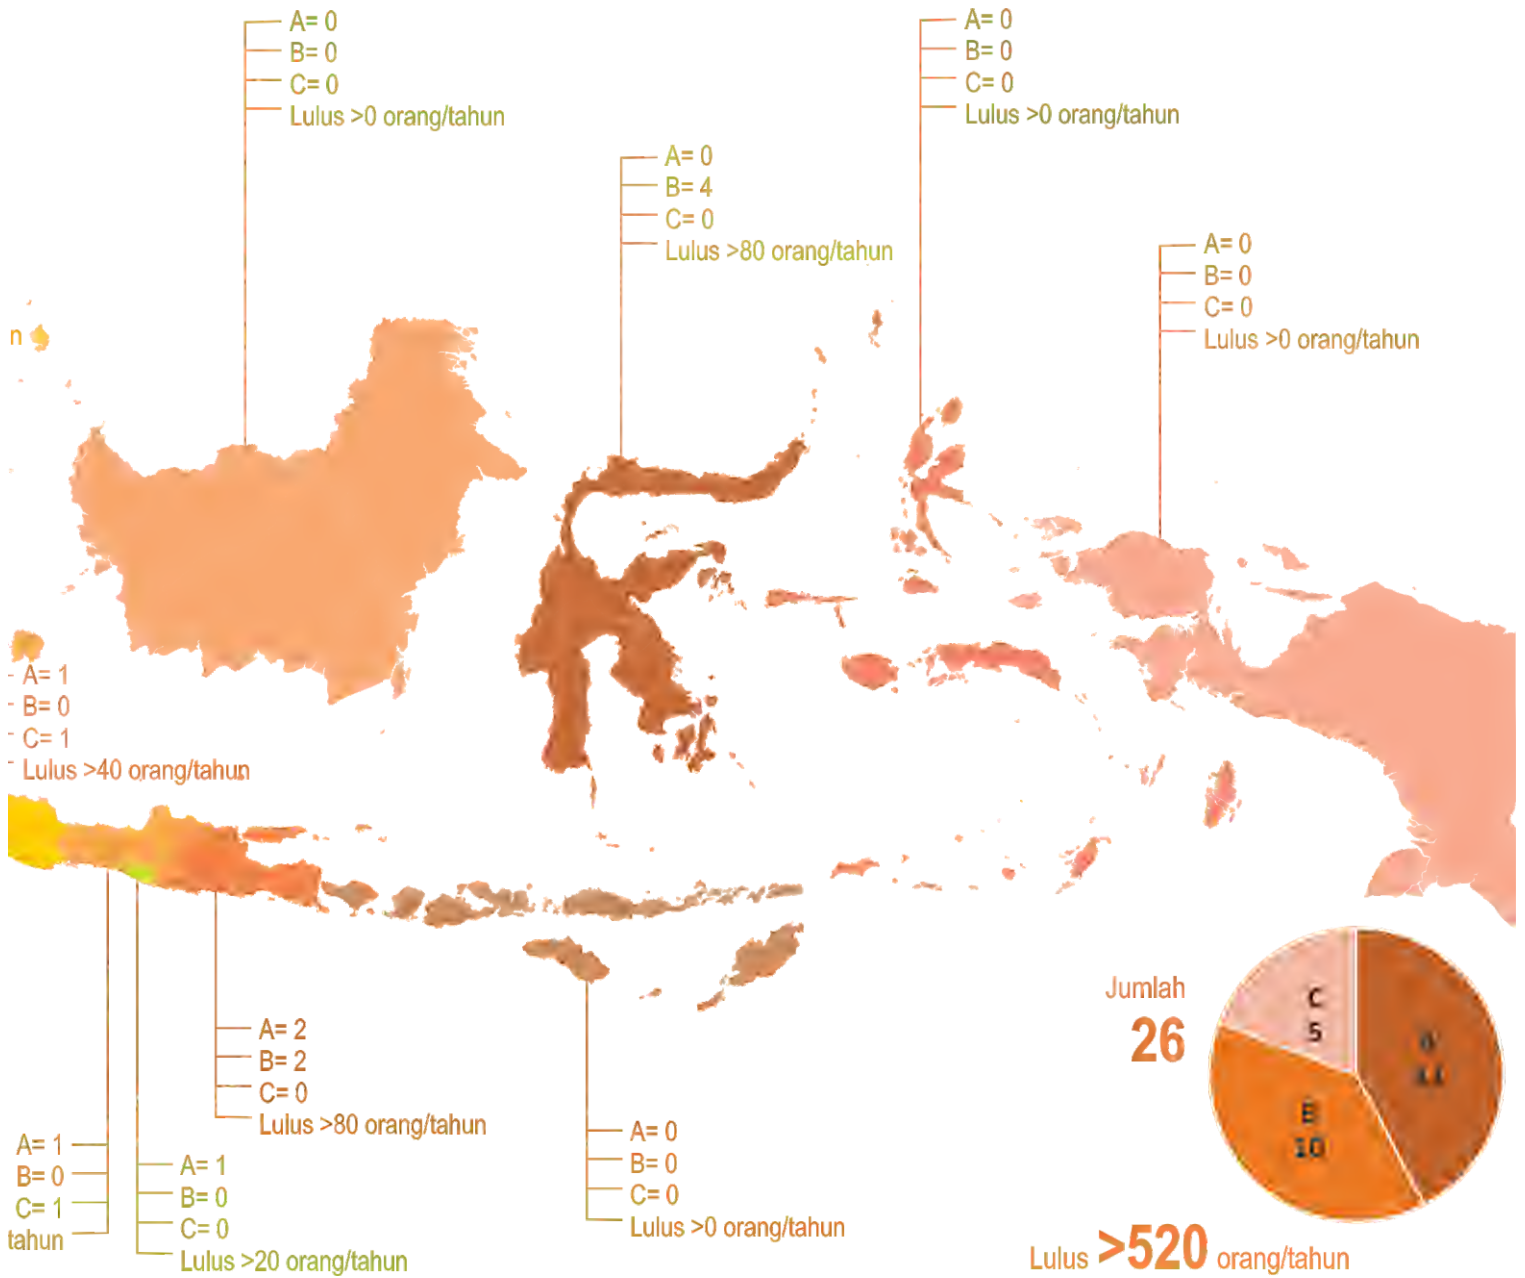 A= 0
B= 0
C= 0
Lulus >0 orang/tahun
A= 0
B= 0
C= 0
Lulus >0 orang/tahun
A= 0
B= 4
C= 0
Lulus >80 orang/tahun
A= 0
B= 0
C= 0
Lulus >0 orang/tahun
n
A= 1
B= 0
C= 1
Lulus >40 orang/tahun
A= 2
B= 2
C= 0
Lulus >80 orang/tahun
A= 1
B= 0
C= 1
tahun
A= 1
B= 0
C= 0
Lulus >20 orang/tahun
A= 0
B= 0
C= 0
Lulus >0 orang/tahun
Jumlah
26
C
5
B
10
Lulus >520 orang/tahun